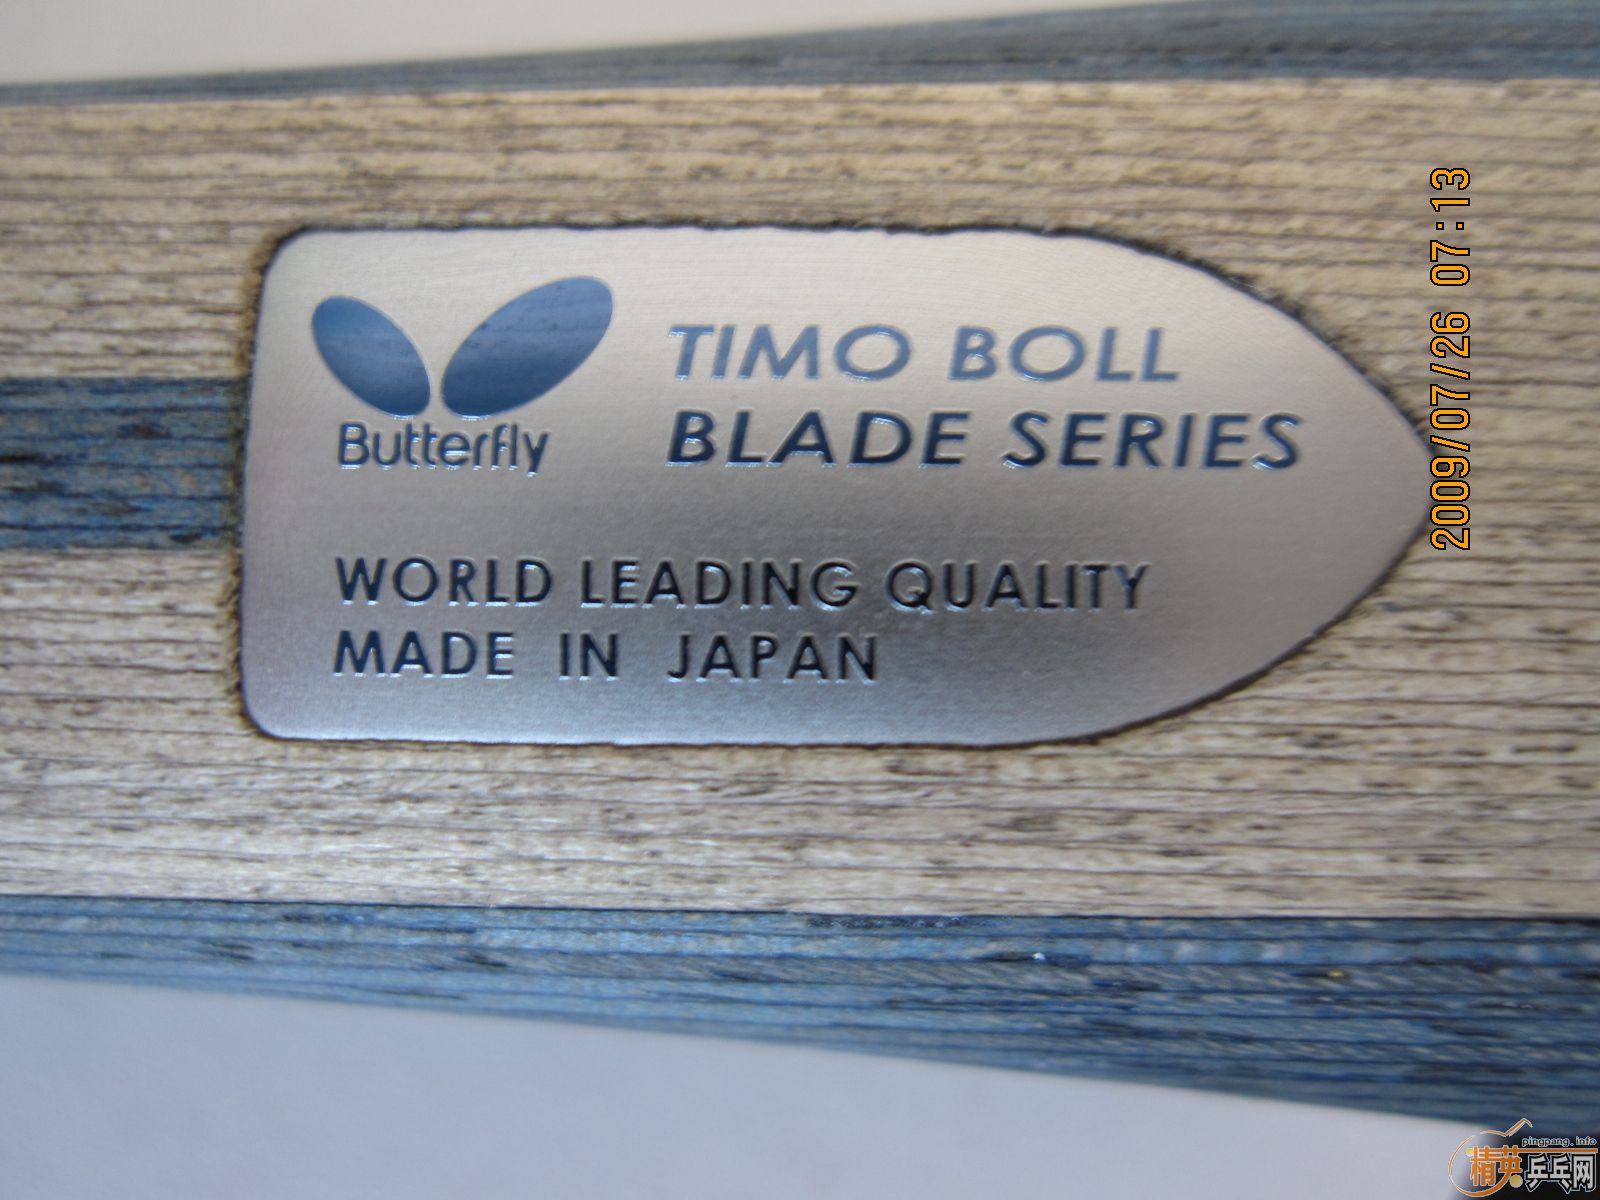 Butterfly
TIMO BOLL
BLADE SERIES
WORLD LEADING QUALITY
MADE IN JAPAN
2009/07/26 07:13
pingpang.info
精英乒乓网